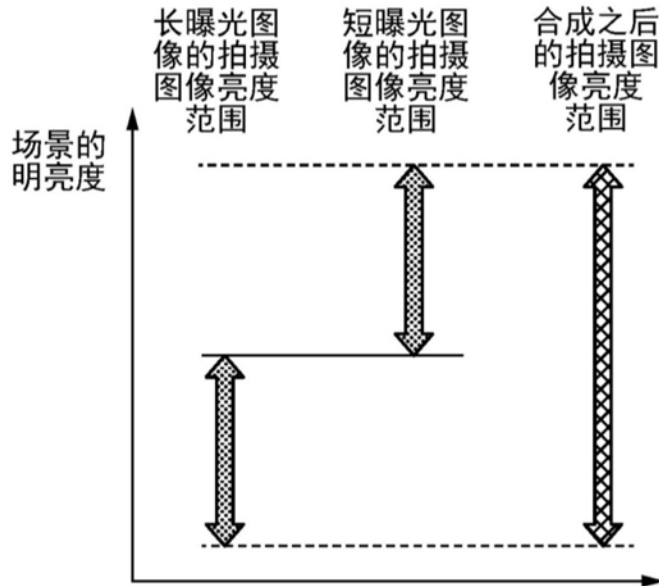 长曝光图
像的拍摄
图像亮度
范围
短曝光图
像的拍摄
图像亮度
范围
合成之后
的拍摄图
像亮度
范围
场景的
明亮度